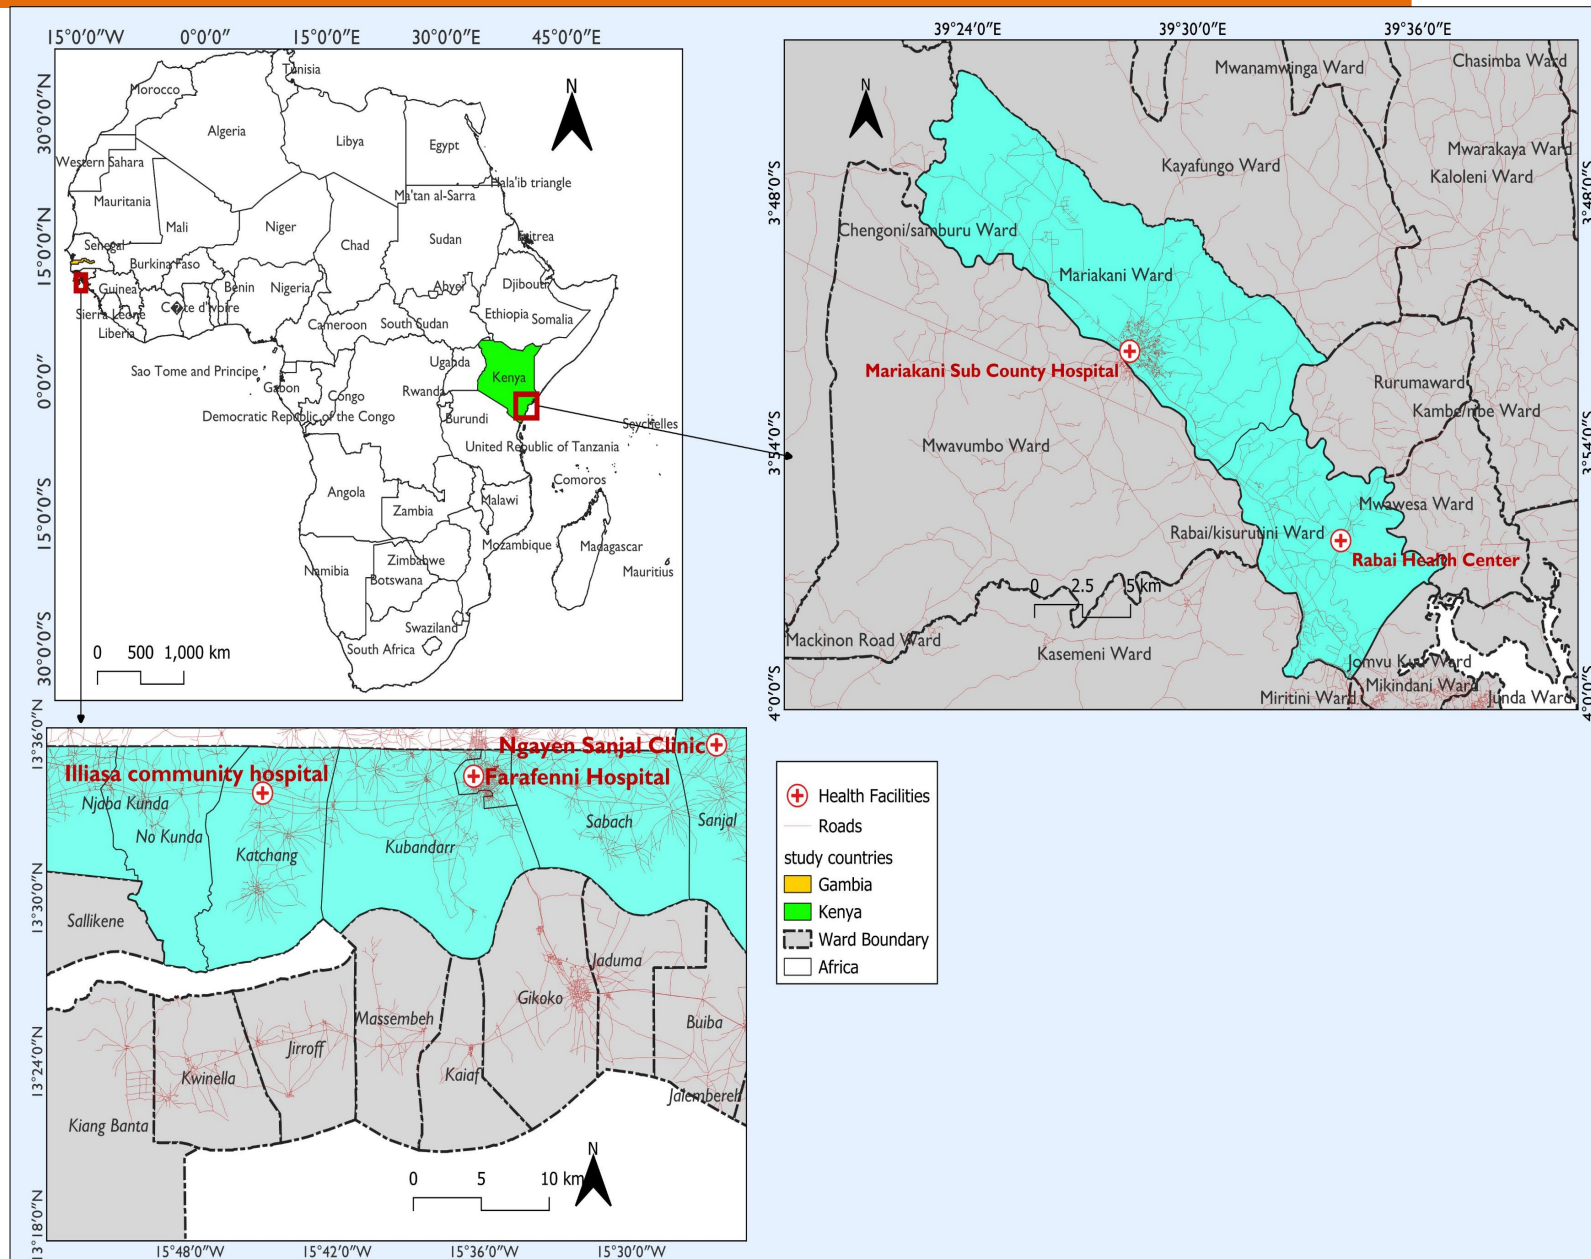 15°0'0"W 0°0'0" 15°0'0"E 30°0'0"E 45°0'0"E
30°0'0"N
15°0'0"N
0°0'0"
15°0'0"S
30°0'0"S
N
Tunisia
Morocco
Algeria
Libya
Egypt
Western Sahara
Hala'ib triangle
Ma'tan al-Sarra
Mauritania
Mali
Niger
Chad
Sudan
Eritrea
Senegal
Burkina Faso
Guinea
Benin
Nigeria
Abyei
Djibouti
Sierra Leone
C�te d'Ivoire
Liberia
Cameroon
South Sudan
Ethiopia
Somalia
Sao Tome and Principe
Gabon
Congo
Uganda
Kenya
Rwanda
Democratic Republic of the Congo
Burundi
Seychelles
United Republic of Tanzania
Comoros
Angola
Malawi
Zambia
Mozambique
Madagascar
Zimbabwe
Mauritius
Namibia
Botswana
Swaziland
South Africa
0 500 1,000 km
39°24'0"E 39°30'0"E 39°36'0"E
3°48'0"S
3°54'0"S
4°0'0"S
3°48'0"S
3°54'0"S
4°0'0"S
N
Mwanamwinga Ward
Chasimba Ward
Kayafungo Ward
Mwarakaya Ward
Kaloleni Ward
Chengoni/samburu Ward
Mariakani Ward
Mariakani Sub County Hospital
Rurumaward
Kambe/ribe Ward
Mwavumbo Ward
Mwawesa Ward
Rabai/kisurutini Ward
Rabai Health Center
0 2.5 5 km
Mackinon Road Ward
Kasemeni Ward
Jomvu Kuu Ward
Mikindani Ward
Miritini Ward
Junda Ward
13°36'0"N
13°30'0"N
13°24'0"N
13°18'0"N
Ngayen Sanjal Clinic
Illiasa community hospital
Farafenni Hospital
Njaba Kunda
No Kunda
Katchang
Kubandarr
Sabach
Sanjal
Sallikene
Jaduma
Gikoko
Massembeh
Buiba
Jirroff
Kwinella
Kaiaf
Jalembereh
Kiang Banta
N
0 5 10 km
15°48'0"W 15°42'0"W 15°36'0"W 15°30'0"W
Health Facilities
Roads
study countries
Gambia
Kenya
Ward Boundary
Africa